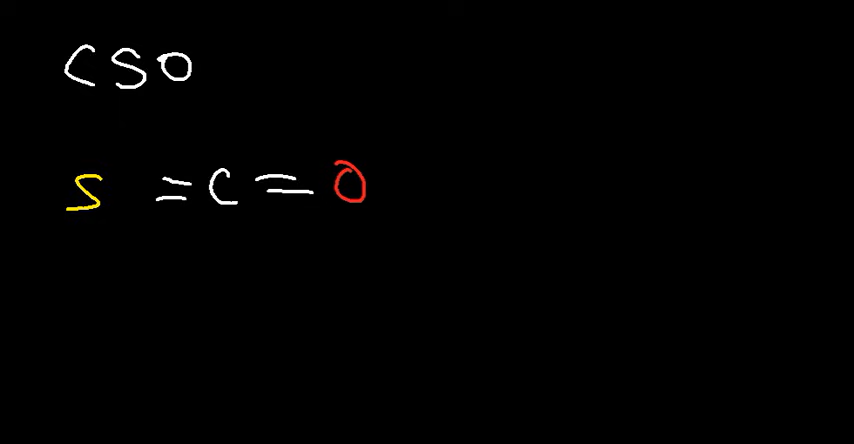 CSO
S = C = O